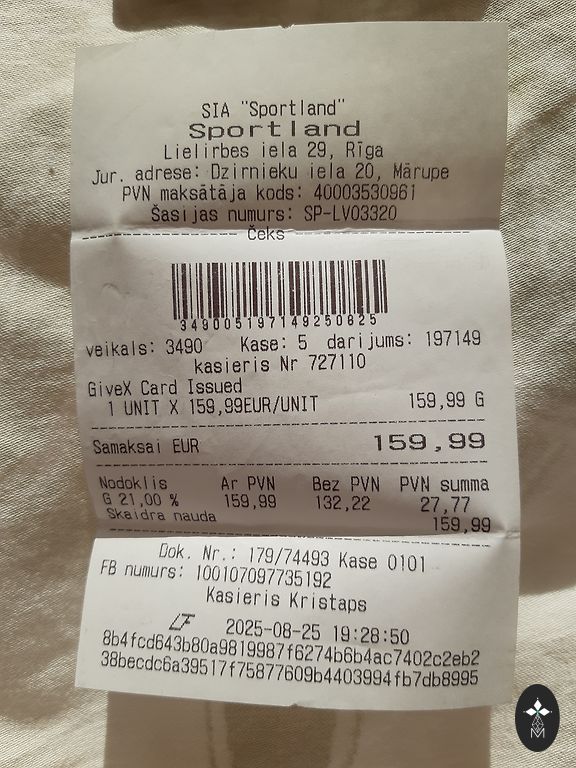 SIA "Sportland"
Sportland
Lielirbes iela 29, Rīga
Jur. adrese: Dzirnieku iela 20, Mārupe
PVN maksātāja kods: 40003530961
Šasijas numurs: SP-LV03320
Čeks
349005197149250825
veikals: 3490 Kase: 5 darijums: 197149
kasieris Nr 727110
GiveX Card Issued
1 UNIT X 159,99EUR/UNIT 159,99 G
Samaksai EUR 159,99
Nodoklis Ar PVN Bez PVN PVN summa
G 21,00 % 159,99 132,22 27,77
Skaidra nauda 159,99
Dok. Nr.: 179/74493 Kase 0101
FB numurs: 100107097735192
Kasieris Kristaps
LF 2025-08-25 19:28:50
8b4fcd643b80a9819987f6274b6b4ac7402c2eb2
38becdc6a39517f75877609b4403994fb7db8995
M